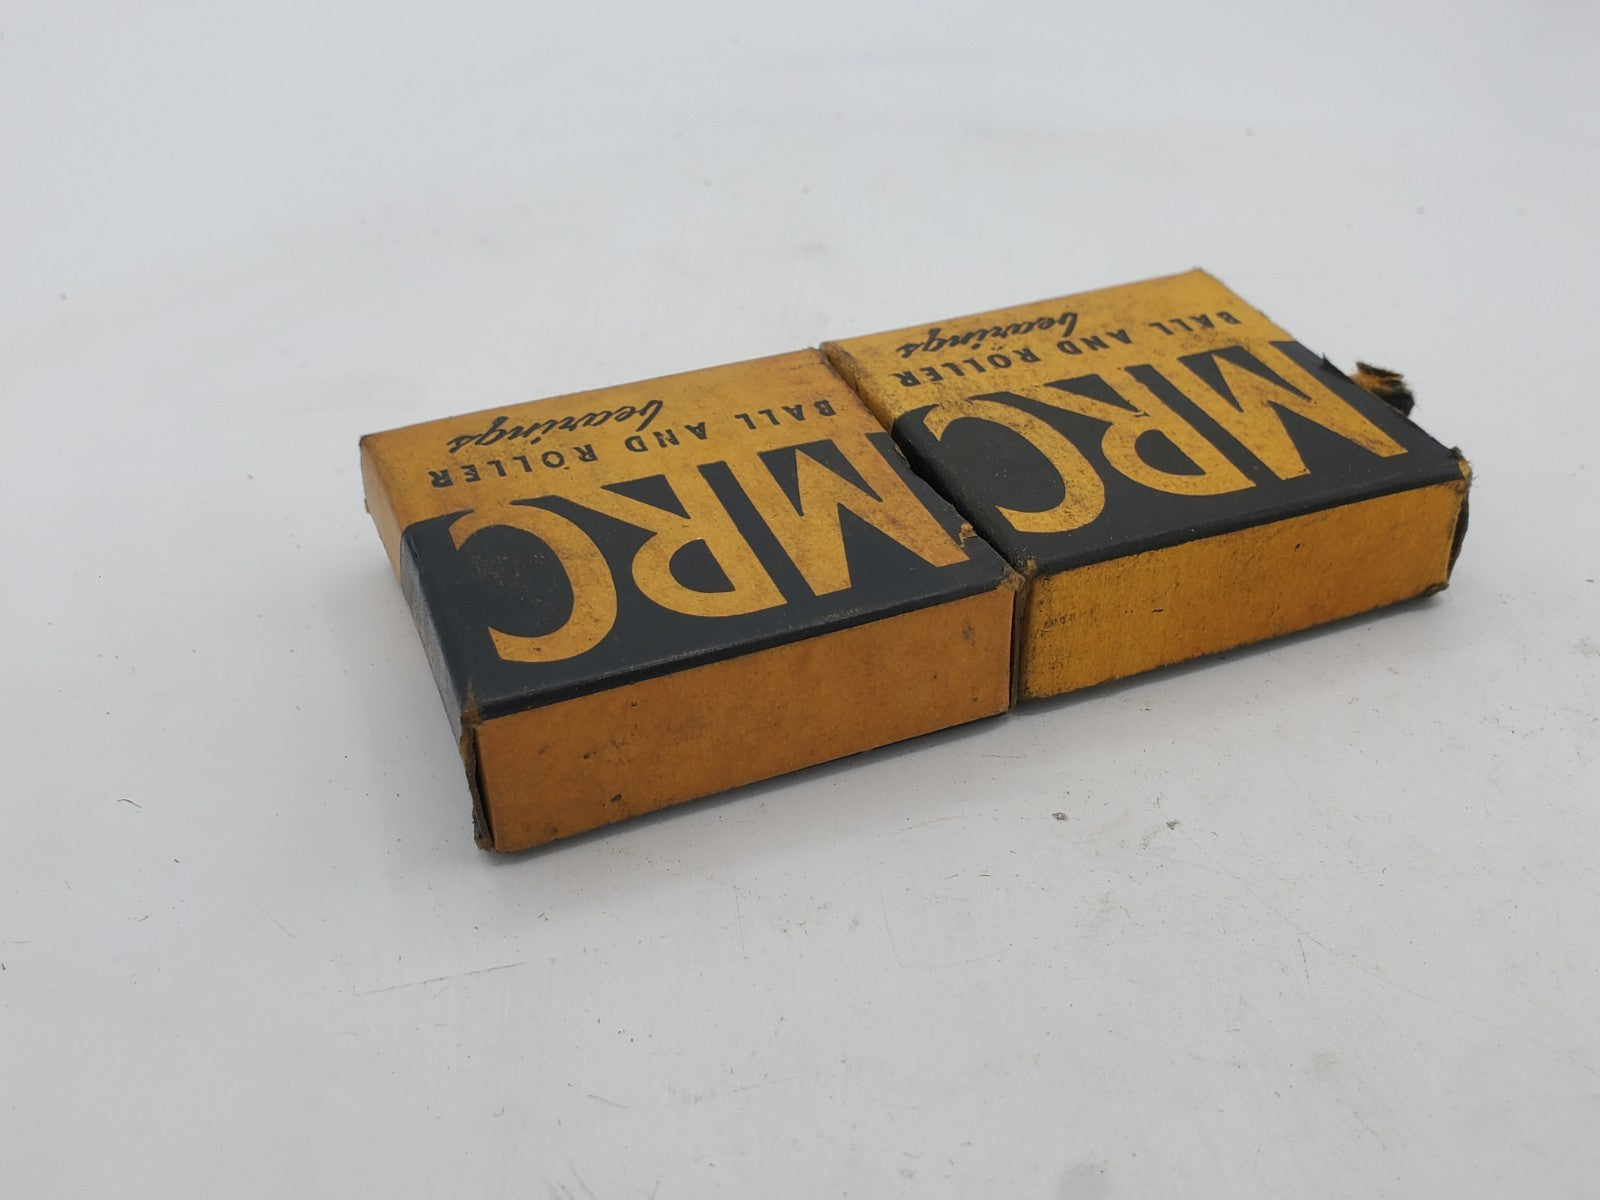 MRC
BALL AND ROLLER
bearings
MRC
BALL AND ROLLER
bearings